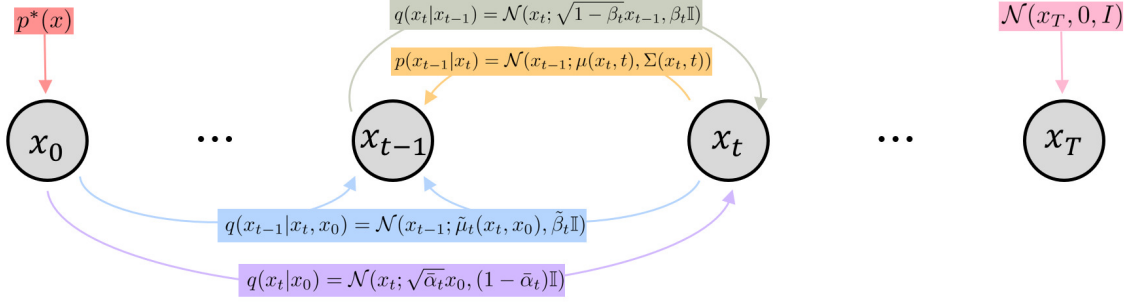 p*(x)
q(x_t|x_{t-1}) = 𝒩(x_t; √(1 − β_t) x_{t-1}, β_t𝕀)
𝒩(x_T, 0, I)
p(x_{t-1}|x_t) = 𝒩(x_{t-1}; μ(x_t, t), Σ(x_t, t))
x_0
...
x_{t-1}
x_t
...
x_T
q(x_{t-1}|x_t, x_0) = 𝒩(x_{t-1}; μ̃_t(x_t, x_0), β̃_t𝕀)
q(x_t|x_0) = 𝒩(x_t; √ᾱ_t x_0, (1 − ᾱ_t)𝕀)